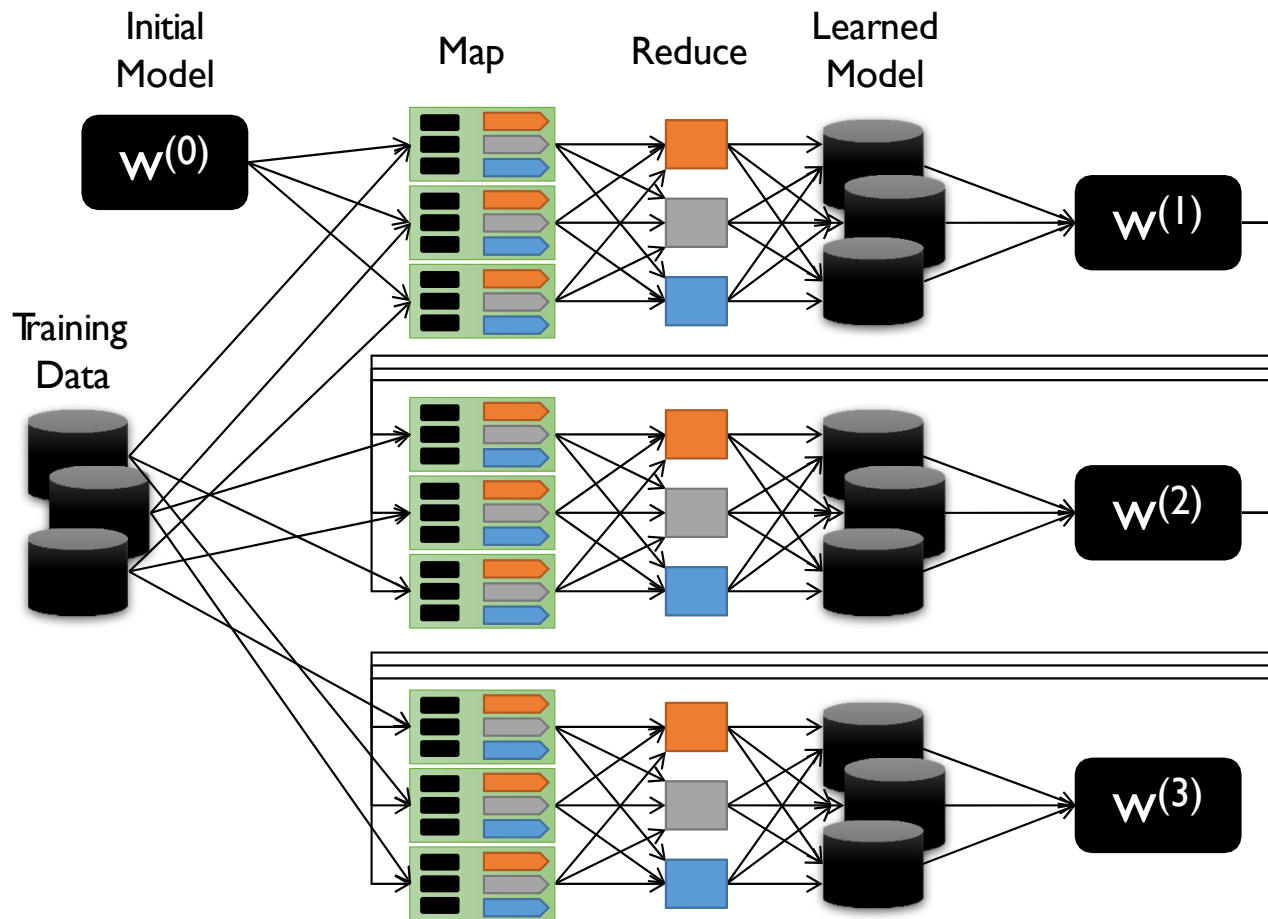 Initial
Model
Map
Reduce
Learned
Model
w(0)
w(1)
Training
Data
w(2)
w(3)